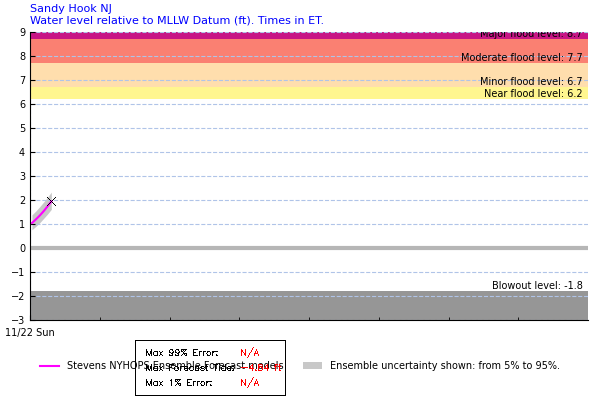 Sandy Hook NJ
Water level relative to MLLW Datum (ft). Times in ET.
9
Major flood level: 8.7
8
Moderate flood level: 7.7
7
Minor flood level: 6.7
Near flood level: 6.2
6
5
4
3
2
1
0
−1
Blowout level: -1.8
−2
−3
11/22 Sun
Max 99% Error: N/A
Stevens NYHOPS Ensemble Forecast models
Ensemble uncertainty shown: from 5% to 95%.
Max Forecast Tide: ft
Max 1% Error: N/A